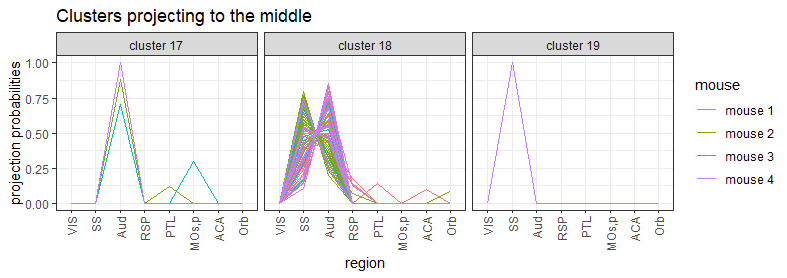 Clusters projecting to the middle
cluster 17
cluster 18
cluster 19
projection probabilities
1.00
0.75
0.50
0.25
0.00
VIS
SS
Aud
RSP
PTL
MOs,p
ACA
Orb
VIS
SS
Aud
RSP
PTL
MOs,p
ACA
Orb
VIS
SS
Aud
RSP
PTL
MOs,p
ACA
Orb
region
mouse
mouse 1
mouse 2
mouse 3
mouse 4